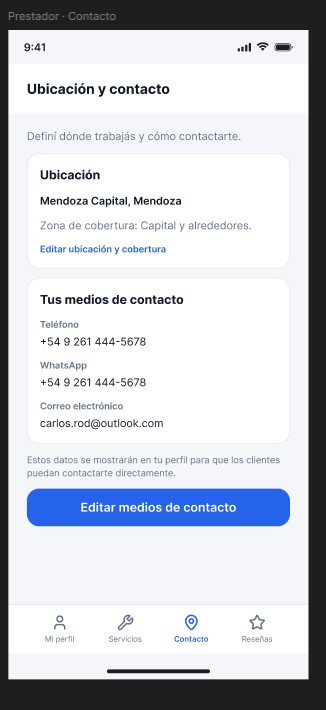 Prestador · Contacto
9:41
Ubicación y contacto
Definí dónde trabajás y cómo contactarte.
Ubicación
Mendoza Capital, Mendoza
Zona de cobertura: Capital y alrededores.
Editar ubicación y cobertura
Tus medios de contacto
Teléfono
+54 9 261 444-5678
WhatsApp
+54 9 261 444-5678
Correo electrónico
carlos.rod@outlook.com
Estos datos se mostrarán en tu perfil para que los clientes
puedan contactarte directamente.
Editar medios de contacto
Mi perfil
Servicios
Contacto
Reseñas